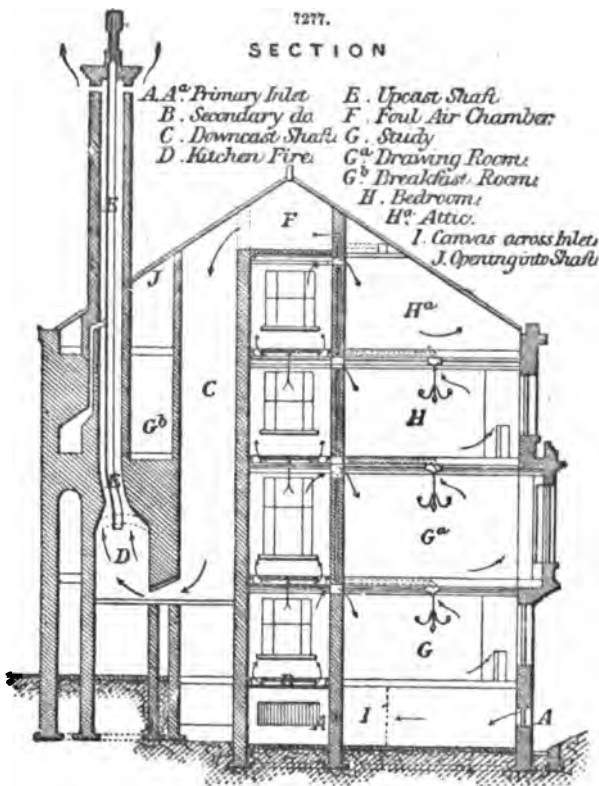 7277.
SECTION
A. Aª Primary Inlet
B. Secondary do
C. Downcast Shaft
D. Kitchen Fire
E. Upcast Shaft
F. Foul Air Chamber
G. Study
Gª Drawing Room
Gᵇ Breakfast Room
H. Bedroom
Hª Attic
I. Canvas across Inlet
J. Opening into Shaft
E
F
J
Hª
C
H
Gᵇ
Gª
D
G
I
A